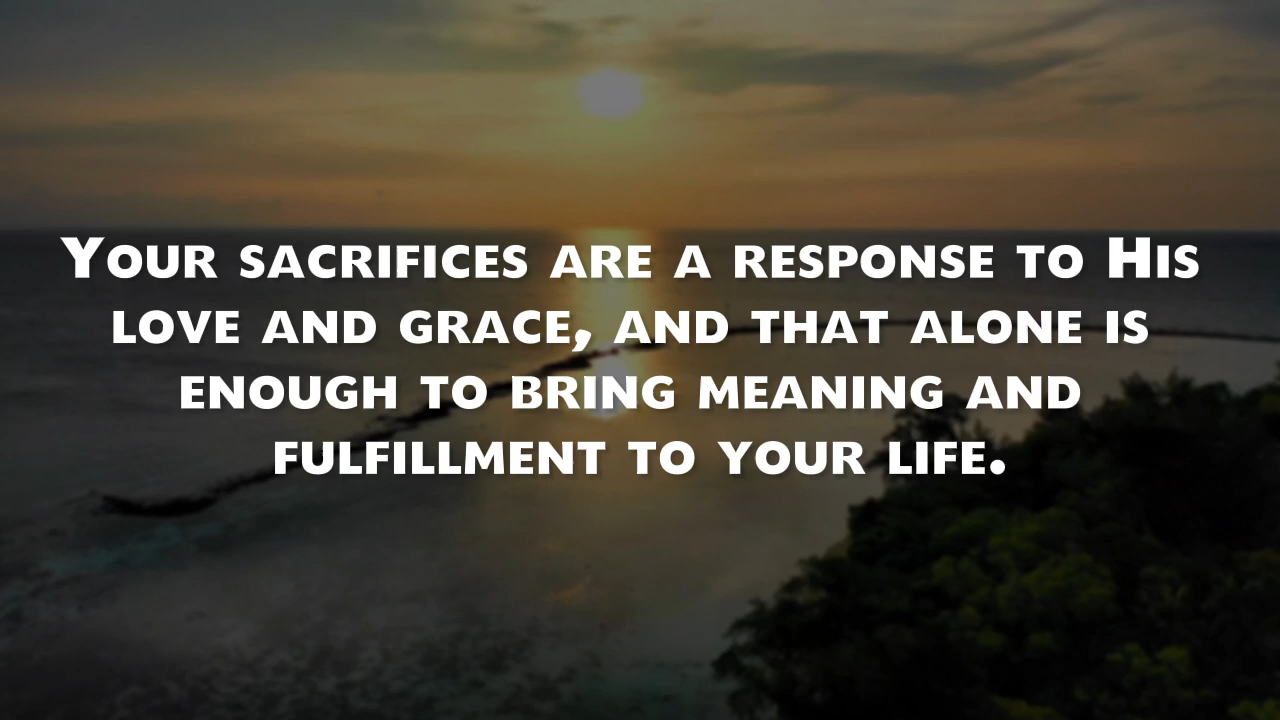 Your sacrifices are a response to His
love and grace, and that alone is
enough to bring meaning and
fulfillment to your life.